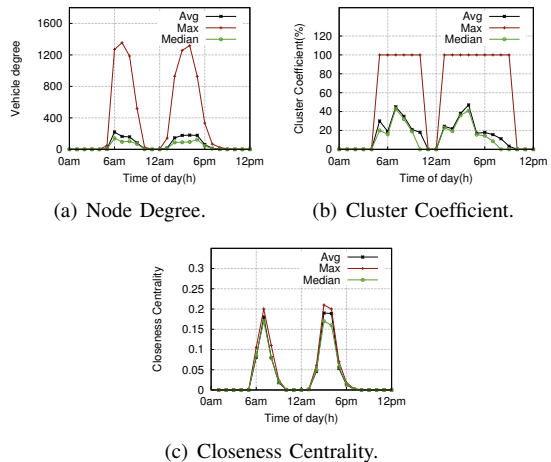 Avg
Max
Median
1600
1200
800
400
0
Vehicle degree
0am 6am 12am 6pm 12pm
Time of day(h)
(a) Node Degree.
Avg
Max
Median
120
100
80
60
40
20
0
Cluster Coefficient(%)
0am 6am 12am 6pm 12pm
Time of day(h)
(b) Cluster Coefficient.
Avg
Max
Median
0.3
0.25
0.2
0.15
0.1
0.05
0
Closeness Centrality
0am 6am 12am 6pm 12pm
Time of day(h)
(c) Closeness Centrality.